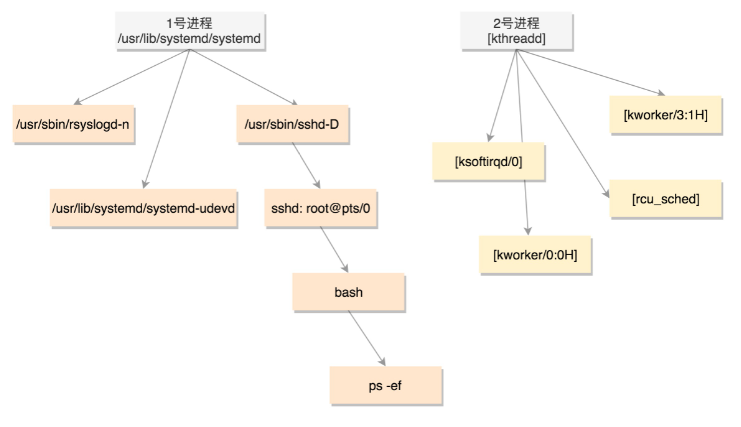 1号进程
/usr/lib/systemd/systemd
2号进程
[kthreadd]
/usr/sbin/rsyslogd-n
/usr/sbin/sshd-D
[kworker/3:1H]
[ksoftirqd/0]
/usr/lib/systemd/systemd-udevd
sshd: root@pts/0
[rcu_sched]
[kworker/0:0H]
bash
ps -ef